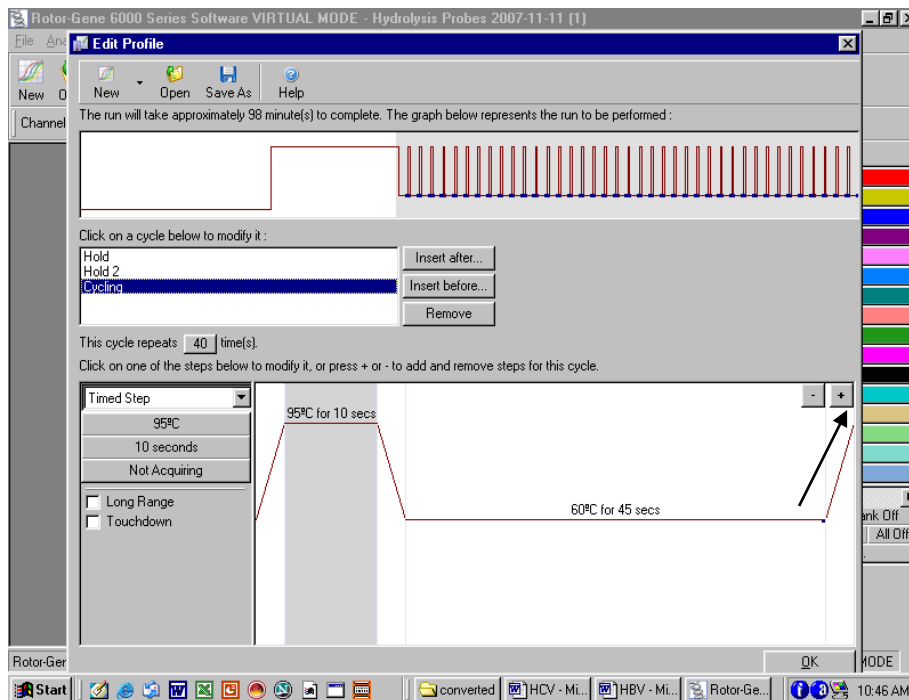 Rotor-Gene 6000 Series Software VIRTUAL MODE - Hydrolysis Probes 2007-11-11 (1)
File Ana
Edit Profile
New O
New Open Save As Help
Channel
The run will take approximately 98 minute(s) to complete. The graph below represents the run to be performed :
Click on a cycle below to modify it :
Hold
Hold 2
Cycling
Insert after...
Insert before...
Remove
This cycle repeats 40 time(s).
Click on one of the steps below to modify it, or press + or - to add and remove steps for this cycle.
Timed Step
95ºC
10 seconds
Not Acquiring
Long Range
Touchdown
95ºC for 10 secs
60ºC for 45 secs
- +
ank Off
All Off
OK
Rotor-Ger
MODE
Start
converted
HCV - Mi...
HBV - Mi...
Rotor-Ge...
10:46 AM